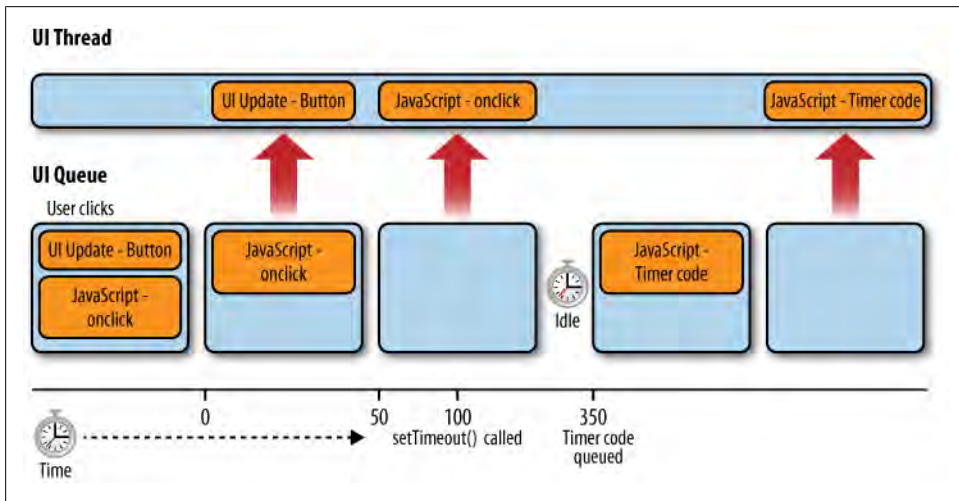 UI Thread
UI Update - Button
JavaScript - onclick
JavaScript - Timer code
UI Queue
User clicks
UI Update - Button
JavaScript -
onclick
JavaScript -
onclick
Idle
JavaScript -
Timer code
0
50
100
350
setTimeout() called
Timer code
queued
Time